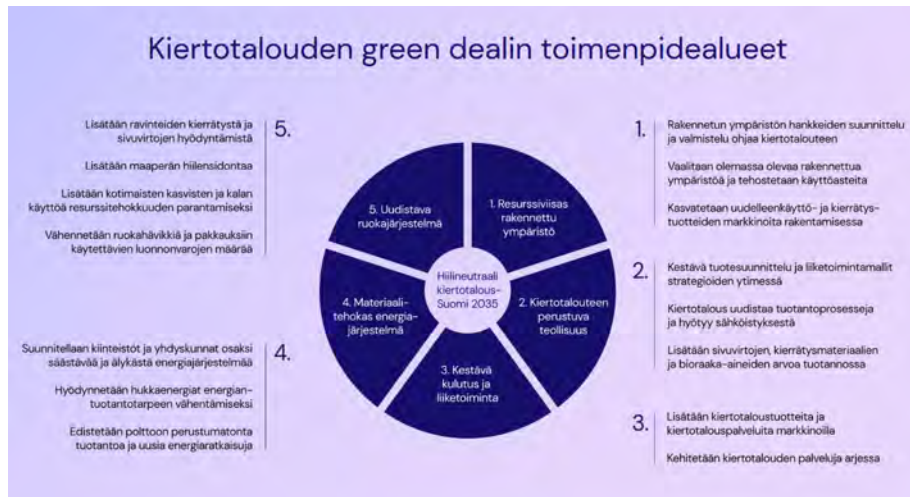 Kiertotalouden green dealin toimenpidealueet
5.
Lisätään ravinteiden kierrätystä ja
sivuvirtojen hyödyntämistä
Lisätään maaperän hiilensidontaa
Lisätään kotimaisten kasvisten ja kalan
käyttöä resurssitehokkuuden parantamiseksi
Vähennetään ruokahävikkiä ja pakkauksiin
käytettävien luonnonvarojen määrää
4.
Suunnitellaan kiinteistöt ja yhdyskunnat osaksi
säästävää ja älykästä energiajärjestelmää
Hyödynnetään hukkaenergiat energian-
tuotantotarpeen vähentämiseksi
Edistetään polttoon perustumatonta
tuotantoa ja uusia energiaratkaisuja
5. Uudistava
ruokajärjestelmä
1. Resurssiviisas
rakennettu
ympäristö
4. Materiaali-
tehokas energia-
järjestelmä
Hiilineutraali
kiertotalous-
Suomi 2035
2. Kiertotalouteen
perustuva
teollisuus
3. Kestävä
kulutus ja
liiketoiminta
1.
Rakennetun ympäristön hankkeiden suunnittelu
ja valmistelu ohjaa kiertotalouteen
Vaalitaan olemassa olevaa rakennettua
ympäristöä ja tehostetaan käyttöasteita
Kasvatetaan uudelleenkäyttö- ja kierrätys-
tuotteiden markkinoita rakentamisessa
2.
Kestävä tuotesuunnittelu ja liiketoimintamallit
strategioiden ytimessä
Kiertotalous uudistaa tuotantoprosesseja
ja hyötyy sähköistyksestä
Lisätään sivuvirtojen, kierrätysmateriaalien
ja bioraaka-aineiden arvoa tuotannossa
3.
Lisätään kiertotaloustuotteita ja
kiertotalouspalveluita markkinoilla
Kehitetään kiertotalouden palveluja arjessa